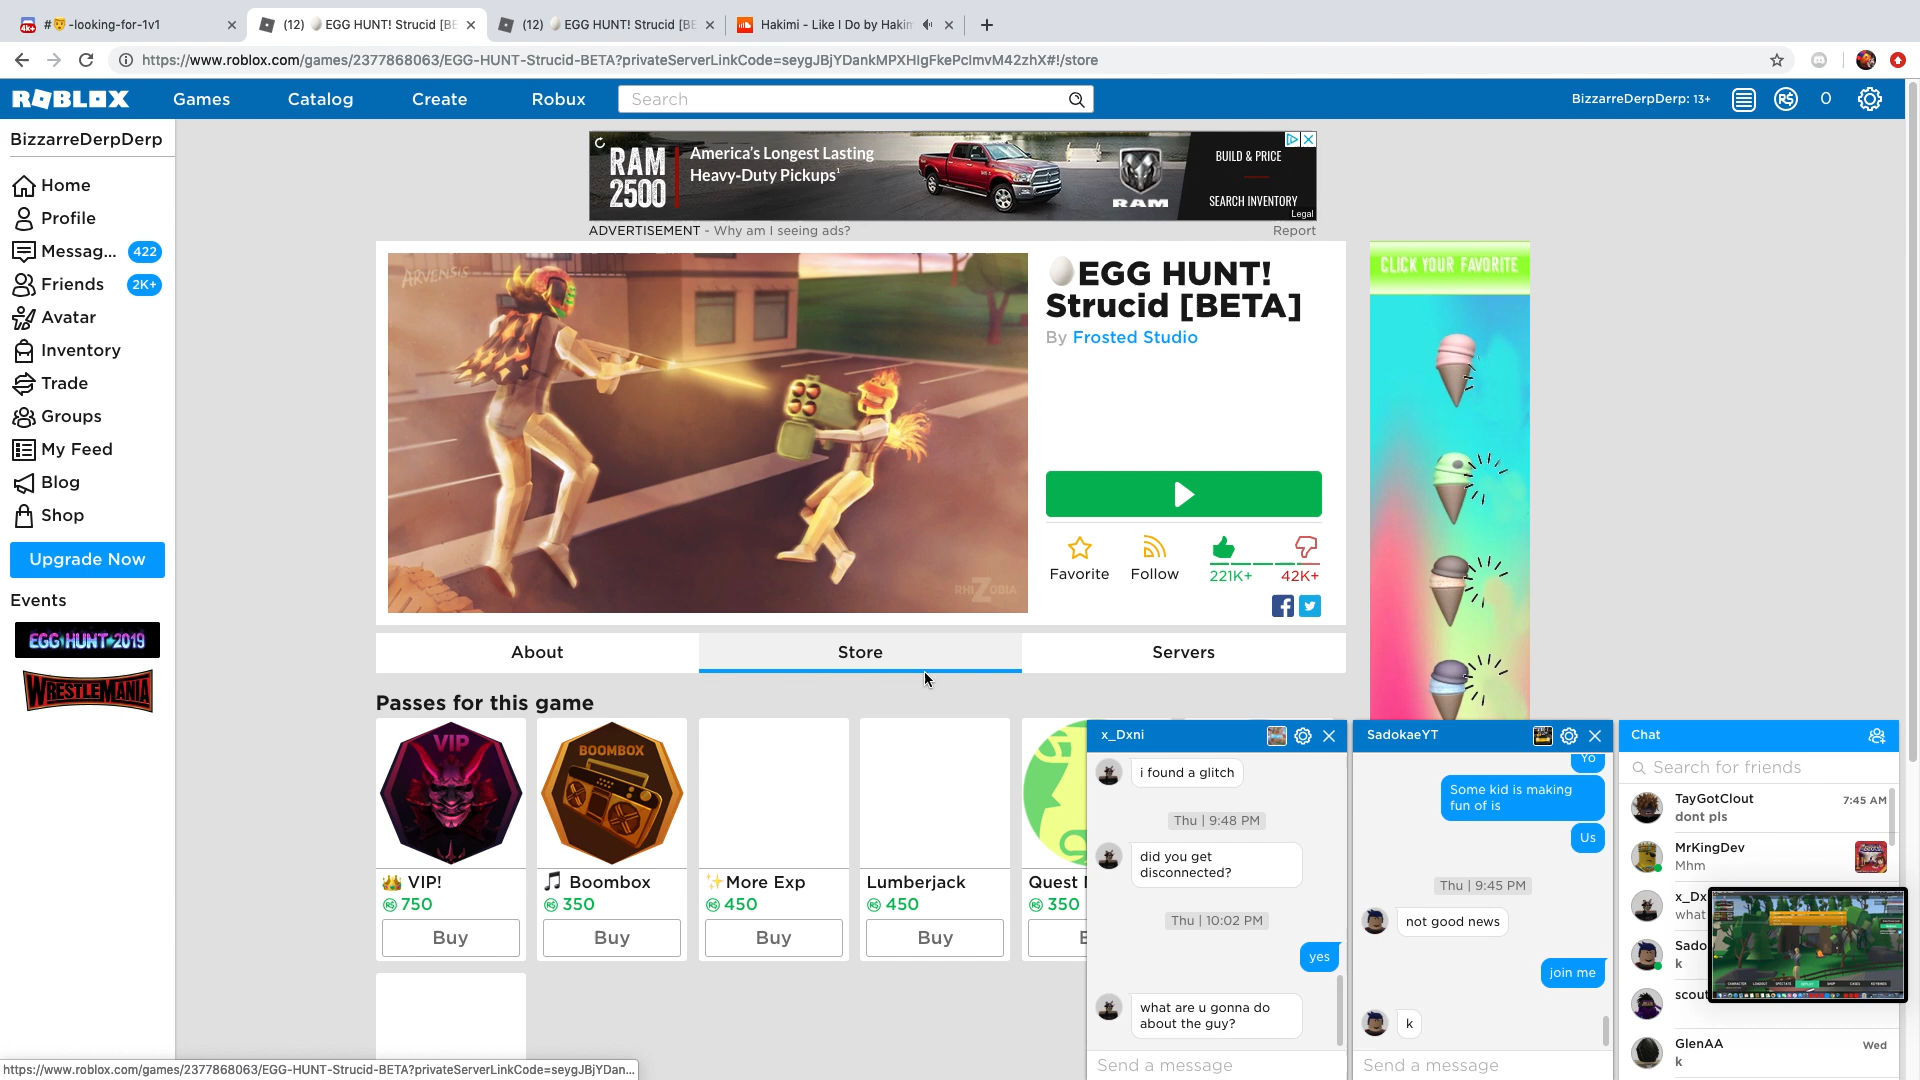 #🦁-looking-for-1v1
(12) 🥚 EGG HUNT! Strucid [BE
(12) 🥚 EGG HUNT! Strucid [BE
Hakimi - Like I Do by Hakim
https://www.roblox.com/games/2377868063/EGG-HUNT-Strucid-BETA?privateServerLinkCode=seygJBjYDankMPXHIgFkePcImvM42zhX#!/store
ROBLOX
Games
Catalog
Create
Robux
Search
BizzarreDerpDerp: 13+
0
BizzarreDerpDerp
Home
Profile
Messag... 422
Friends 2K+
Avatar
Inventory
Trade
Groups
My Feed
Blog
Shop
Upgrade Now
Events
EGG HUNT 2019
WRESTLEMANIA
RAM
2500
America's Longest Lasting
Heavy-Duty Pickups¹
RAM
BUILD & PRICE
SEARCH INVENTORY
Legal
ADVERTISEMENT - Why am I seeing ads?
Report
ARVENSIS
RHIZOBIA
🥚EGG HUNT!
Strucid [BETA]
By Frosted Studio
Favorite
Follow
221K+
42K+
CLICK YOUR FAVORITE
About
Store
Servers
Passes for this game
VIP
BOOMBOX
👑 VIP!
750
Buy
🎵 Boombox
350
Buy
✨More Exp
450
Buy
Lumberjack
450
Buy
Quest
350
x_Dxni
i found a glitch
Thu | 9:48 PM
did you get
disconnected?
Thu | 10:02 PM
yes
what are u gonna do
about the guy?
Send a message
SadokaeYT
Yo
Some kid is making
fun of is
Us
Thu | 9:45 PM
not good news
join me
k
Send a message
Chat
Search for friends
TayGotClout
7:45 AM
dont pls
MrKingDev
Mhm
x_Dx
what
Sado
k
scout
GlenAA
Wed
k
https://www.roblox.com/games/2377868063/EGG-HUNT-Strucid-BETA?privateServerLinkCode=seygJBjYDan...